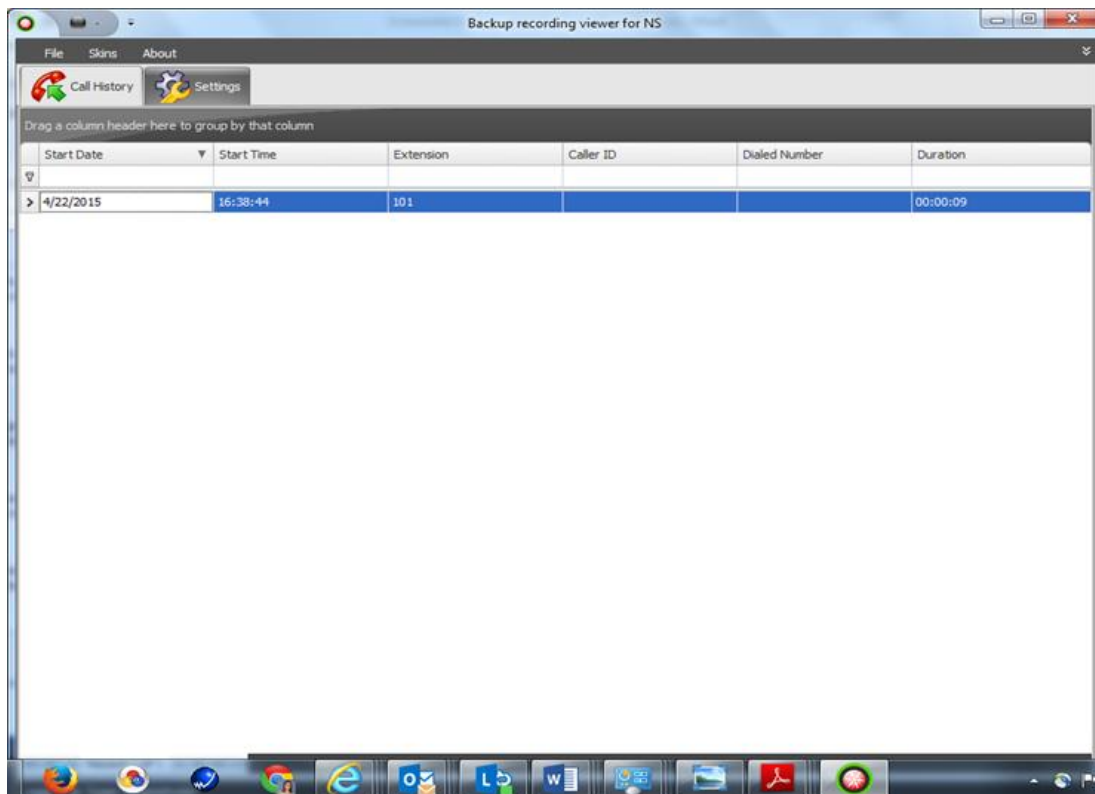 Backup recording viewer for NS
File Skins About
Call History Settings
Drag a column header here to group by that column
Start Date Start Time Extension Caller ID Dialed Number Duration
4/22/2015 16:38:44 101 00:00:09